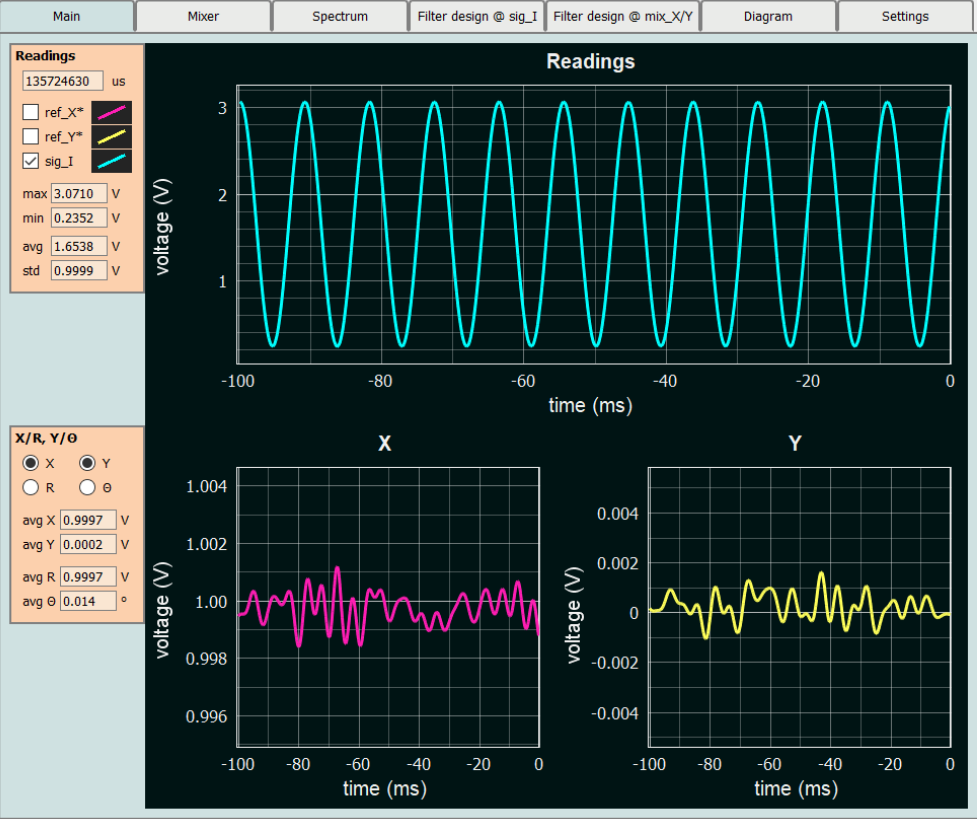 Main Mixer Spectrum Filter design @ sig_I Filter design @ mix_X/Y Diagram Settings
Readings
135724630 us
ref_X*
ref_Y*
sig_I
max 3.0710 V
min 0.2352 V
avg 1.6538 V
std 0.9999 V
Readings
voltage (V)
3
2
1
-100 -80 -60 -40 -20 0
time (ms)
X/R, Y/Θ
X Y
R Θ
avg X 0.9997 V
avg Y 0.0002 V
avg R 0.9997 V
avg Θ 0.014 °
X
voltage (V)
1.004
1.002
1.00
0.998
0.996
-100 -80 -60 -40 -20 0
time (ms)
Y
voltage (V)
0.004
0.002
0
-0.002
-0.004
-100 -80 -60 -40 -20 0
time (ms)